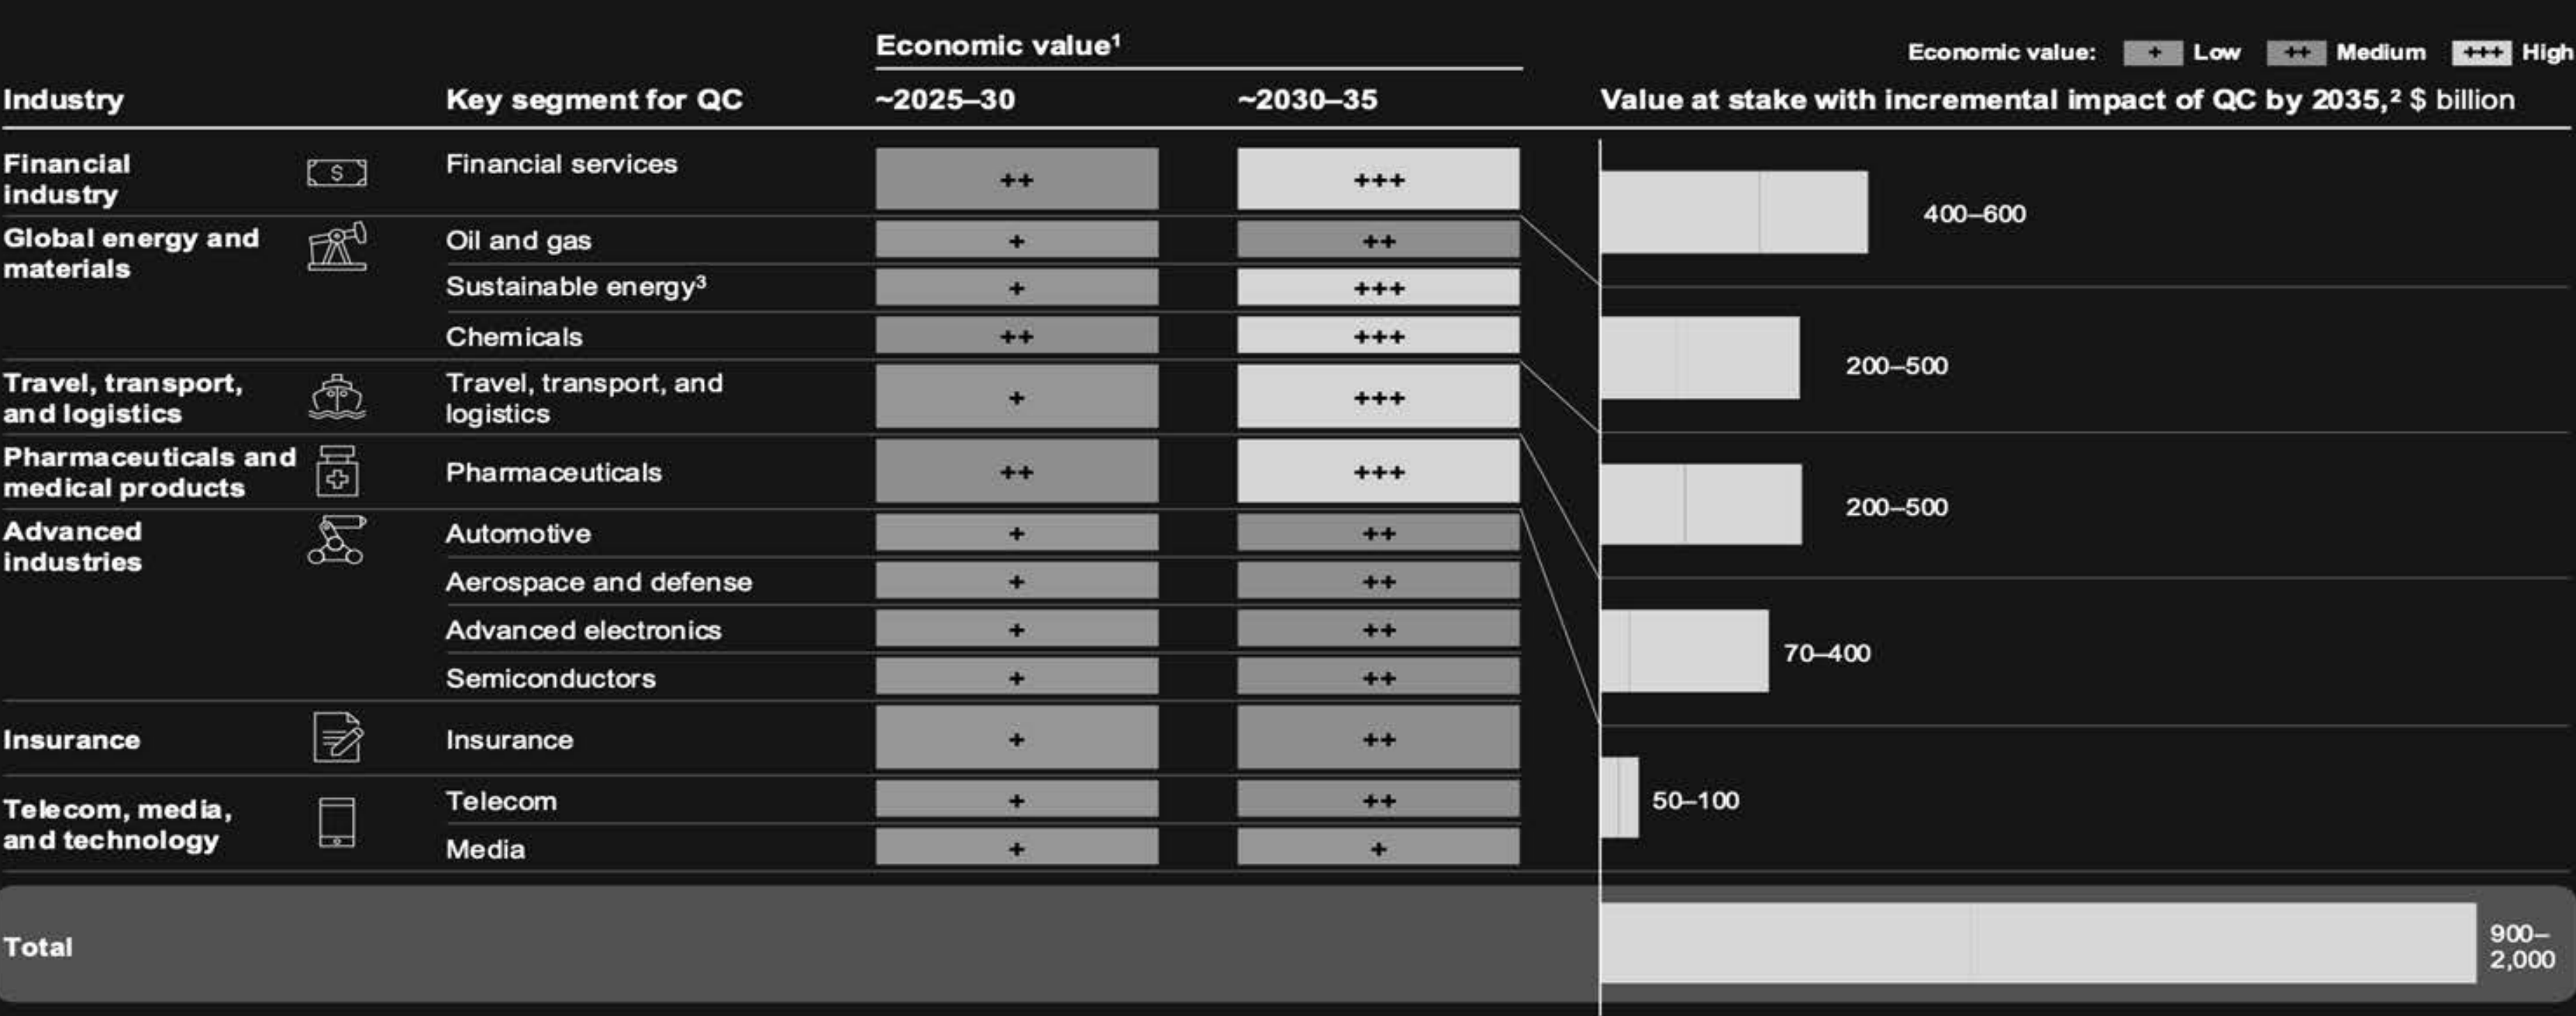 Economic value¹
Economic value: + Low ++ Medium +++ High
Industry Key segment for QC ~2025–30 ~2030–35 Value at stake with incremental impact of QC by 2035,² $ billion
Financial
industry
$
Financial services ++ +++ 400–600
Global energy and
materials
Oil and gas + ++
Sustainable energy³ + +++
Chemicals ++ +++
200–500
Travel, transport,
and logistics
Travel, transport, and
logistics
+ +++ 200–500
Pharmaceuticals and
medical products
Pharmaceuticals ++ +++ 70–400
Advanced
industries
Automotive + ++
Aerospace and defense + ++
Advanced electronics + ++
Semiconductors + ++
50–100
Insurance Insurance + ++
Telecom, media,
and technology
Telecom + ++
Media + +
Total 900–
2,000